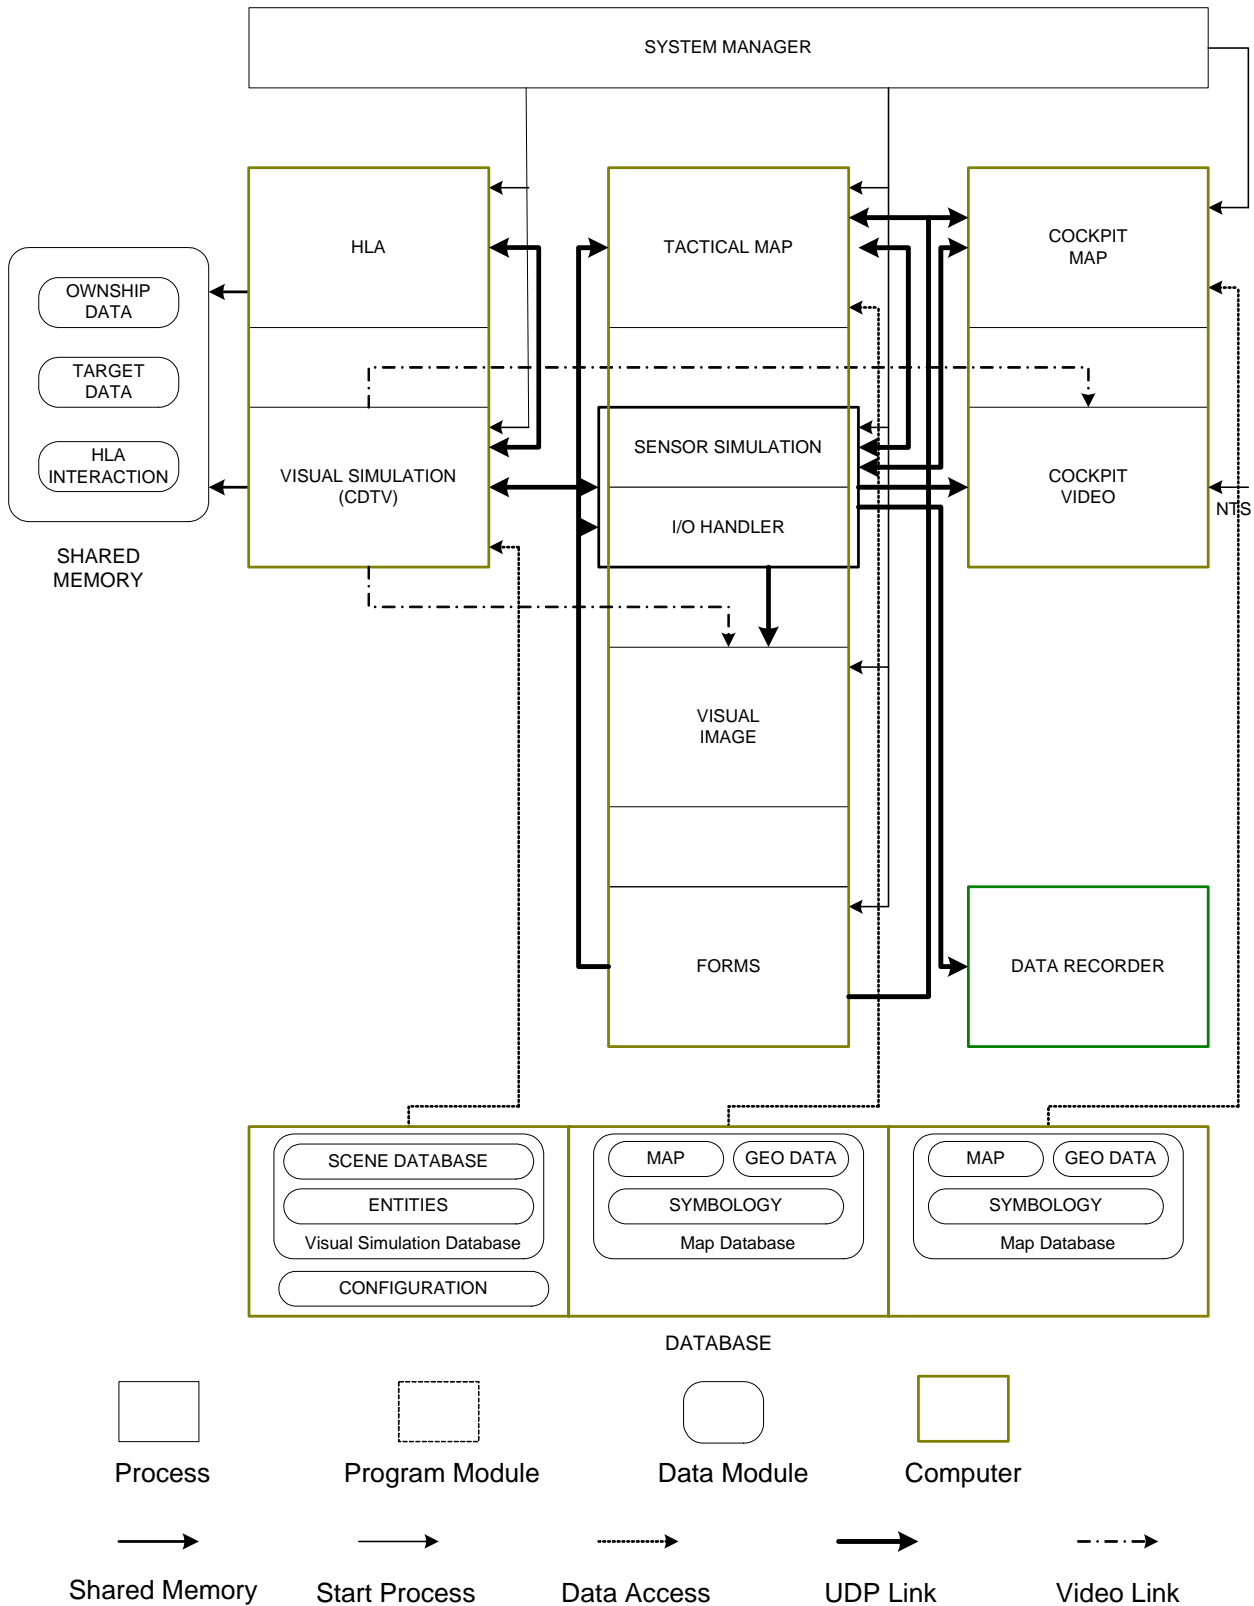 SYSTEM MANAGER
HLA
TACTICAL MAP
COCKPIT
MAP
OWNSHIP
DATA
TARGET
DATA
HLA
INTERACTION
SHARED
MEMORY
VISUAL SIMULATION
(CDTV)
SENSOR SIMULATION
I/O HANDLER
COCKPIT
VIDEO
NTS
VISUAL
IMAGE
FORMS
DATA RECORDER
SCENE DATABASE
ENTITIES
Visual Simulation Database
CONFIGURATION
MAP
GEO DATA
SYMBOLOGY
Map Database
MAP
GEO DATA
SYMBOLOGY
Map Database
DATABASE
Process
Program Module
Data Module
Computer
Shared Memory
Start Process
Data Access
UDP Link
Video Link